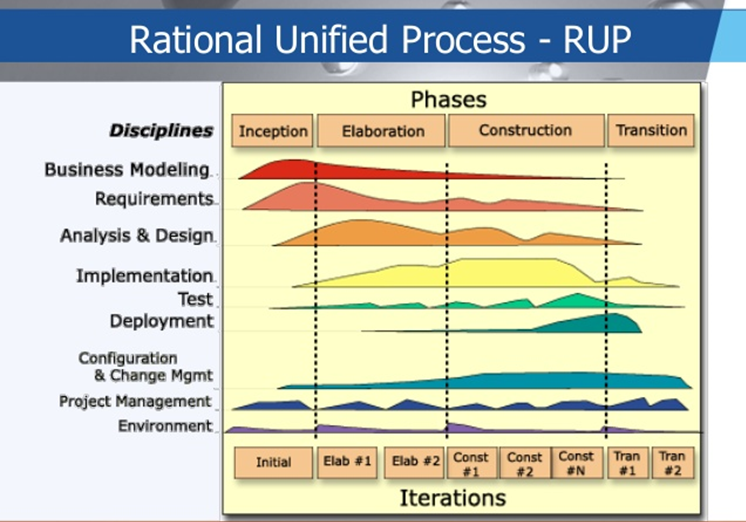 Rational Unified Process - RUP
Phases
Disciplines
Inception
Elaboration
Construction
Transition
Business Modeling
Requirements
Analysis & Design
Implementation
Test
Deployment
Configuration
& Change Mgmt
Project Management
Environment
Initial
Elab #1
Elab #2
Const
#1
Const
#2
Const
#N
Tran
#1
Tran
#2
Iterations